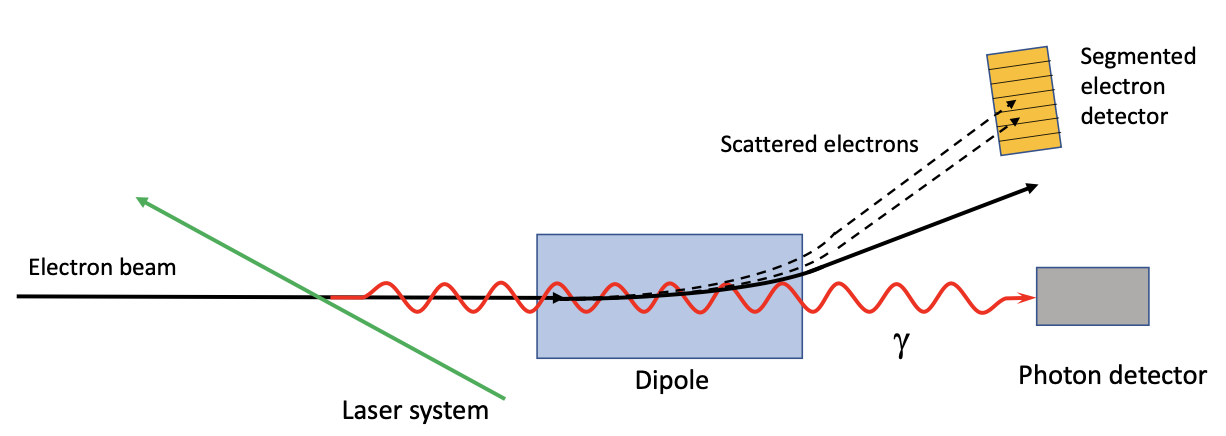 Segmented
electron
detector
Scattered electrons
Electron beam
γ
Dipole
Photon detector
Laser system